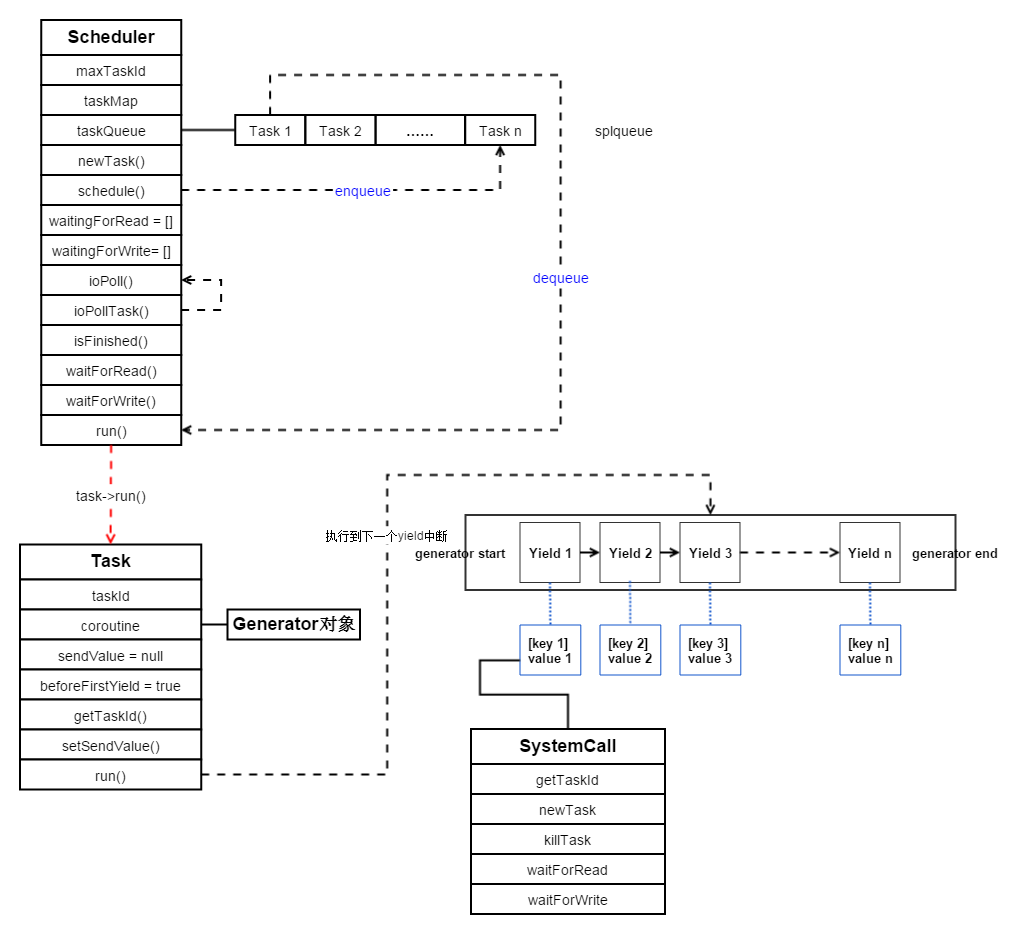 Scheduler
maxTaskId
taskMap
taskQueue
Task 1
Task 2
......
Task n
splqueue
newTask()
schedule()
enqueue
waitingForRead = []
waitingForWrite= []
ioPoll()
dequeue
ioPollTask()
isFinished()
waitForRead()
waitForWrite()
run()
task->run()
执行到下一个yield中断
generator start
Yield 1
Yield 2
Yield 3
Yield n
generator end
Task
taskId
coroutine
Generator对象
sendValue = null
beforeFirstYield = true
getTaskId()
setSendValue()
run()
[key 1]
value 1
[key 2]
value 2
[key 3]
value 3
[key n]
value n
SystemCall
getTaskId
newTask
killTask
waitForRead
waitForWrite